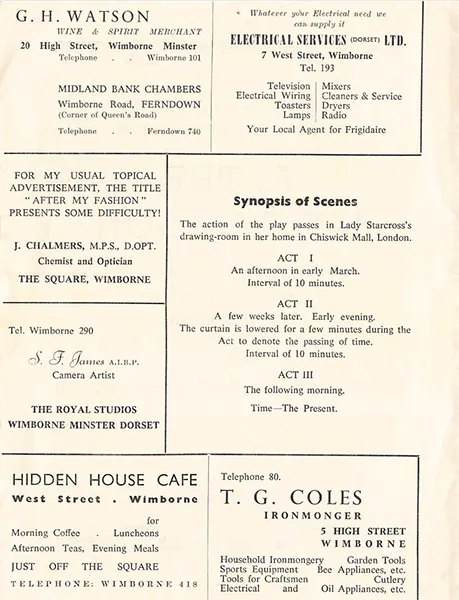 G. H. WATSON
WINE & SPIRIT MERCHANT
20 High Street, Wimborne Minster
Telephone . . Wimborne 101
MIDLAND BANK CHAMBERS
Wimborne Road, FERNDOWN
(Corner of Queen's Road)
Telephone . . Ferndown 740
Whatever your Electrical need we
can supply it
ELECTRICAL SERVICES (DORSET) LTD.
7 West Street, Wimborne
Tel. 193
Television | Mixers
Electrical Wiring | Cleaners & Service
Toasters | Dryers
Lamps | Radio
Your Local Agent for Frigidaire
FOR MY USUAL TOPICAL
ADVERTISEMENT, THE TITLE
"AFTER MY FASHION"
PRESENTS SOME DIFFICULTY!
J. CHALMERS, M.P.S., D.OPT.
Chemist and Optician
THE SQUARE, WIMBORNE
Tel. Wimborne 290
S. F. James A.I.B.P.
Camera Artist
THE ROYAL STUDIOS
WIMBORNE MINSTER DORSET
Synopsis of Scenes
The action of the play passes in Lady Starcross's
drawing-room in her home in Chiswick Mall, London.
ACT I
An afternoon in early March.
Interval of 10 minutes.
ACT II
A few weeks later. Early evening.
The curtain is lowered for a few minutes during the
Act to denote the passing of time.
Interval of 10 minutes.
ACT III
The following morning.
Time—The Present.
HIDDEN HOUSE CAFE
West Street . Wimborne
for
Morning Coffee . Luncheons
Afternoon Teas, Evening Meals
JUST OFF THE SQUARE
TELEPHONE: WIMBORNE 418
Telephone 80.
T. G. COLES
IRONMONGER
5 HIGH STREET
WIMBORNE
Household Ironmongery Garden Tools
Sports Equipment Bee Appliances, etc.
Tools for Craftsmen Cutlery
Electrical and Oil Appliances, etc.